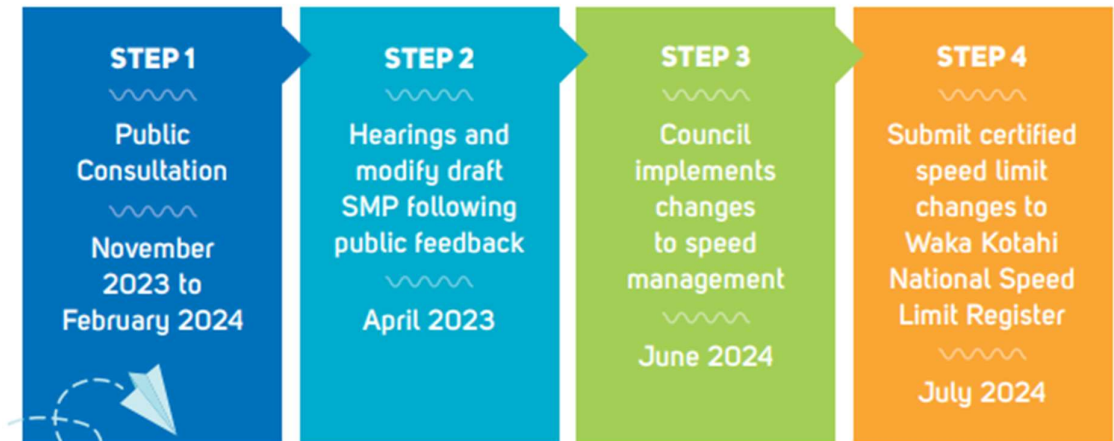 STEP 1
Public
Consultation
November
2023 to
February 2024
STEP 2
Hearings and
modify draft
SMP following
public feedback
April 2023
STEP 3
Council
implements
changes
to speed
management
June 2024
STEP 4
Submit certified
speed limit
changes to
Waka Kotahi
National Speed
Limit Register
July 2024